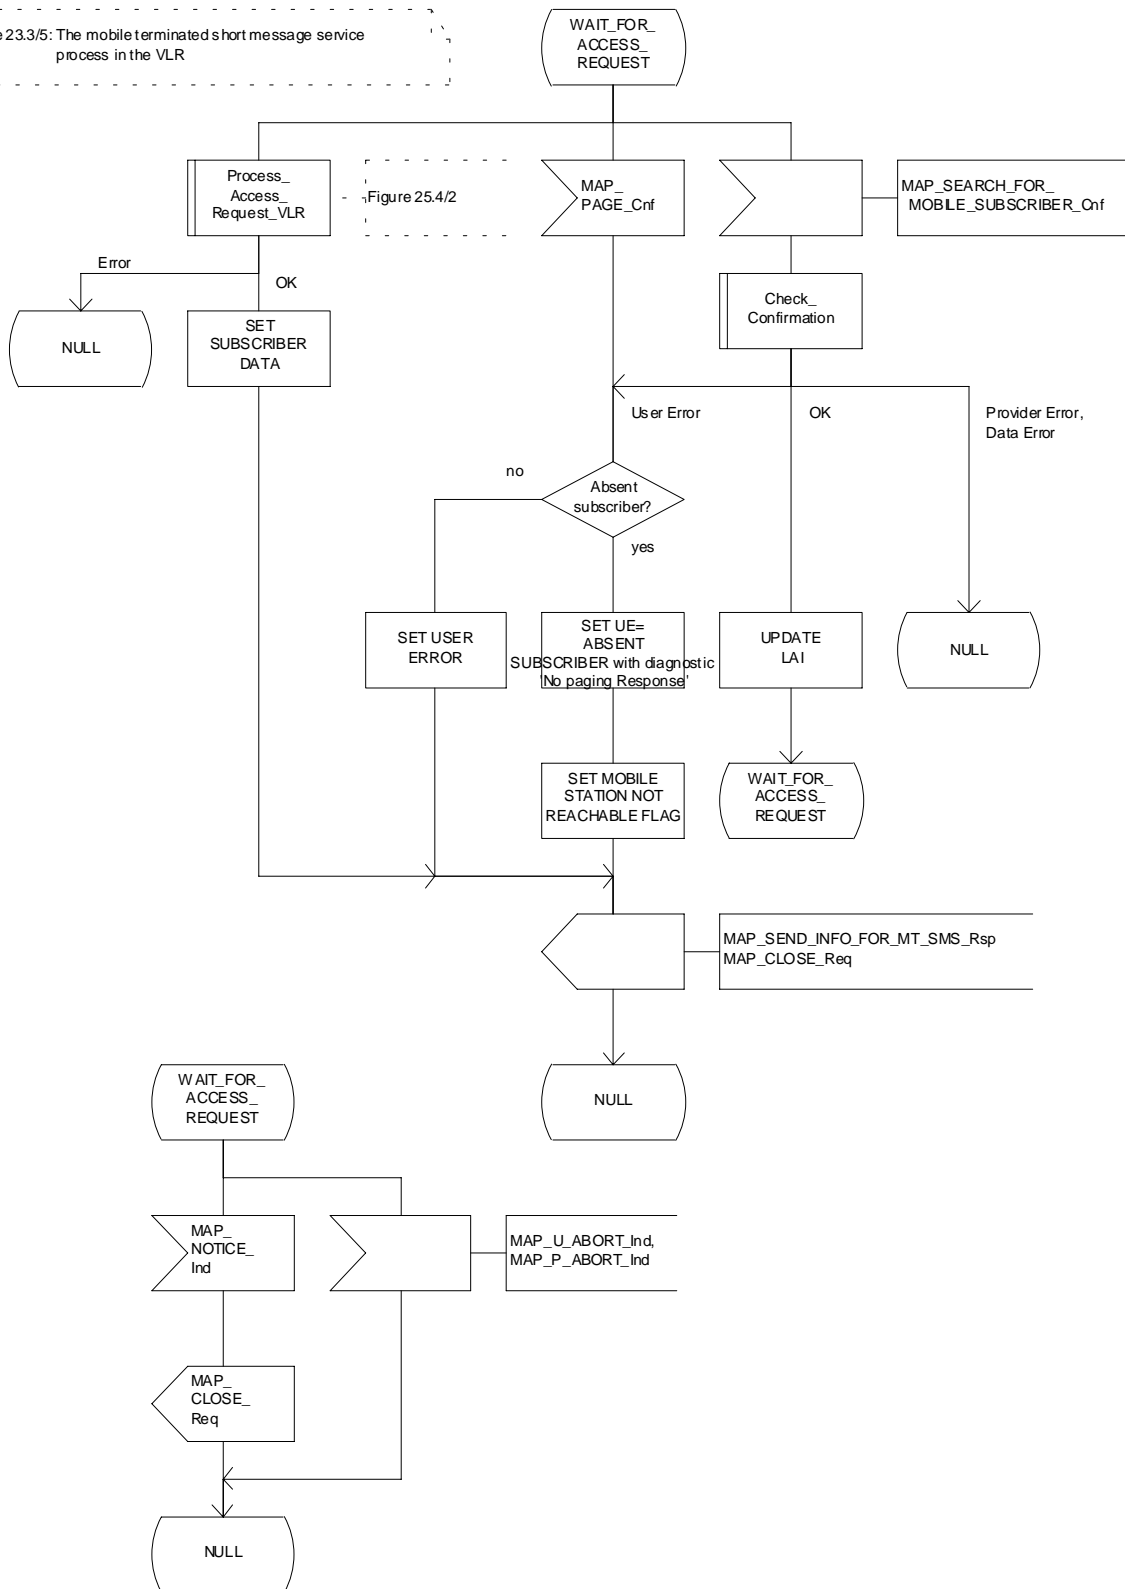 e 23.3/5: The mobile terminated short message service
process in the VLR
WAIT_FOR_
ACCESS_
REQUEST
Process_
Access_
Request_VLR
Figure 25.4/2
MAP_
PAGE_Cnf
MAP_SEARCH_FOR_
MOBILE_SUBSCRIBER_Cnf
Error
OK
Check_
Confirmation
NULL
SET
SUBSCRIBER
DATA
User Error
OK
Provider Error,
Data Error
no
Absent
subscriber?
yes
SET USER
ERROR
SET UE=
ABSENT
SUBSCRIBER with diagnostic
'No paging Response'
UPDATE
LAI
NULL
SET MOBILE
STATION NOT
REACHABLE FLAG
WAIT_FOR_
ACCESS_
REQUEST
MAP_SEND_INFO_FOR_MT_SMS_Rsp
MAP_CLOSE_Req
WAIT_FOR_
ACCESS_
REQUEST
NULL
MAP_
NOTICE_
Ind
MAP_U_ABORT_Ind,
MAP_P_ABORT_Ind
MAP_
CLOSE_
Req
NULL